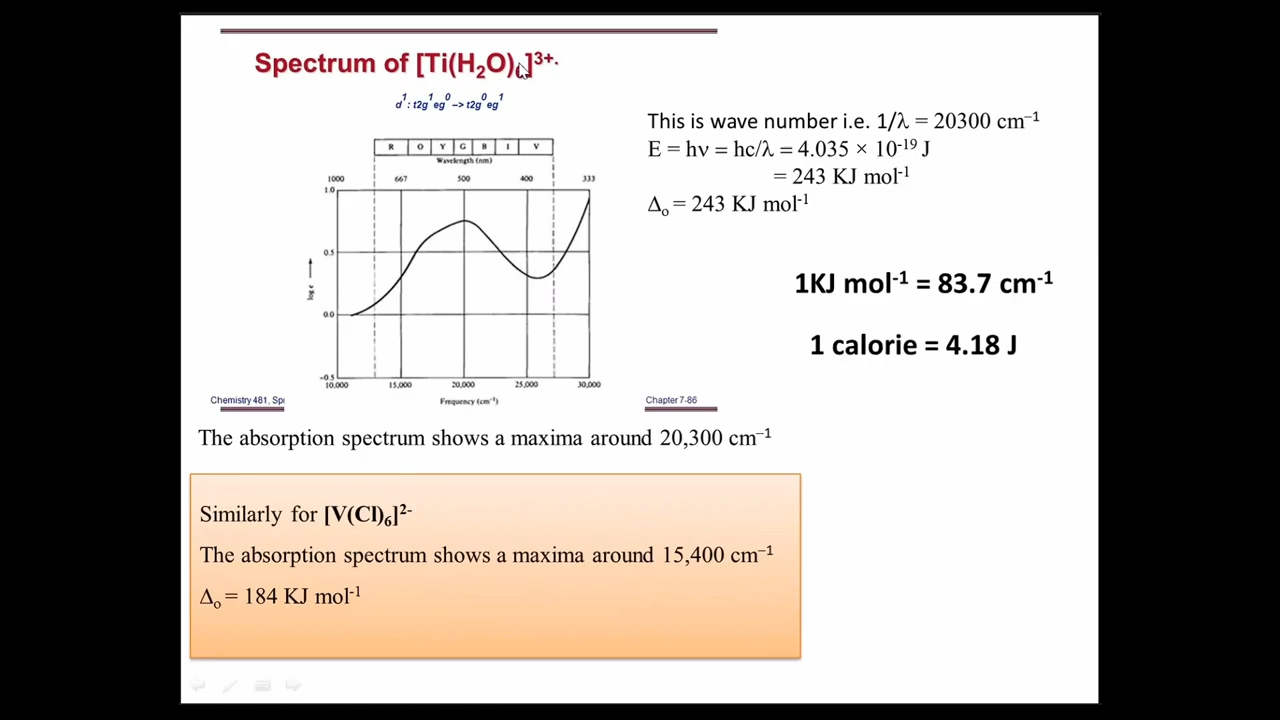 Spectrum of [Ti(H₂O)₆]³⁺·
d¹: t2g¹eg⁰ –> t2g⁰eg¹
R O Y G B I V
Wavelength (nm)
1000 667 500 400 333
1.0
0.5
log ε
0.0
–0.5
10,000 15,000 20,000 25,000 30,000
Frequency (cm⁻¹)
Chemistry 481, Spr
Chapter 7-86
This is wave number i.e. 1/λ = 20300 cm⁻¹
E = hν = hc/λ = 4.035 × 10⁻¹⁹ J
= 243 KJ mol⁻¹
Δₒ = 243 KJ mol⁻¹
1KJ mol⁻¹ = 83.7 cm⁻¹
1 calorie = 4.18 J
The absorption spectrum shows a maxima around 20,300 cm⁻¹
Similarly for [V(Cl)₆]²⁻
The absorption spectrum shows a maxima around 15,400 cm⁻¹
Δₒ = 184 KJ mol⁻¹